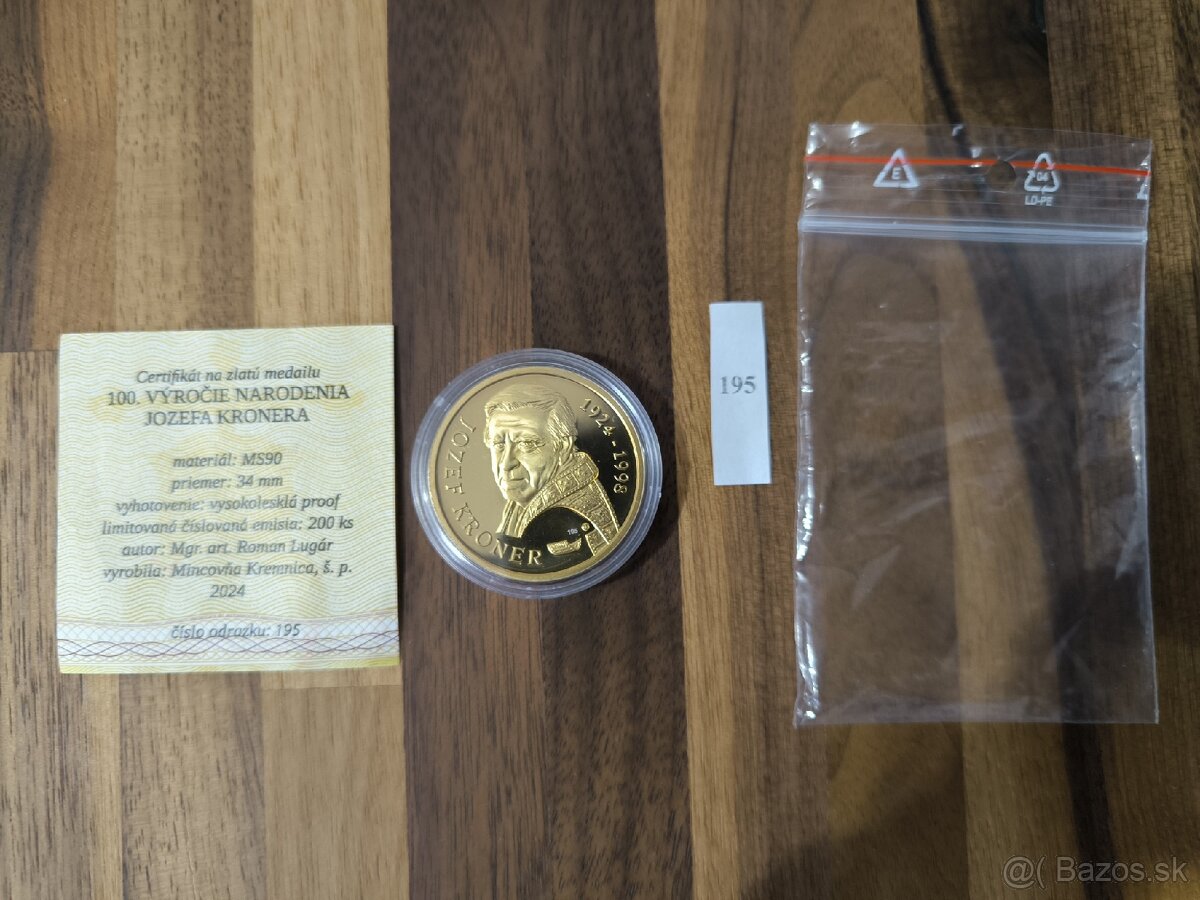 Certifikát na zlatú medailu
100. VÝROČIE NARODENIA
JOZEFA KRONERA
materiál: MS90
priemer: 34 mm
vyhotovenie: vysokolesklá proof
limitovaná číslovaná emisia: 200 ks
autor: Mgr. art. Roman Lugár
vyrobila: Mincovňa Kremnica, š. p.
2024
číslo odrazku: 195
JOZEF KRONER
1924 - 1998
195
E
04
LD-PE
@( Bazos.sk